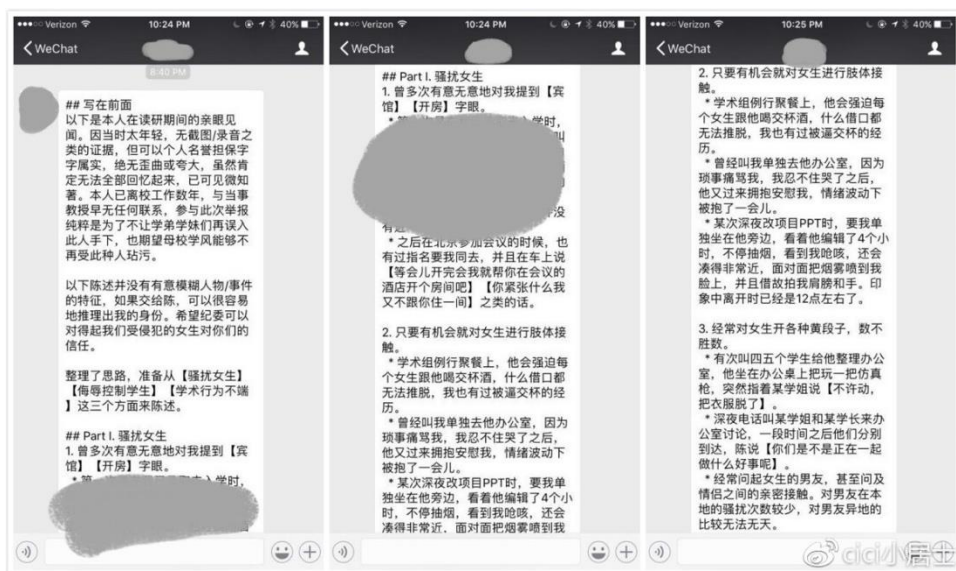 Verizon 10:24 PM 40%
WeChat
8:40 PM
## 写在前面
以下是本人在读研期间的亲眼见
闻。因当时太年轻，无截图/录音之
类的证据，但可以个人名誉担保字
字属实，绝无歪曲或夸大，虽然肯
定无法全部回忆起来，已可见微知
著。本人已离校工作数年，与当事
教授早无任何联系，参与此次举报
纯粹是为了不让学弟学妹们再误入
此人手下，也期望母校学风能够不
再受此种人玷污。
以下陈述并没有有意模糊人物/事件
的特征，如果交给陈，可以很容易
地推理出我的身份。希望纪委可以
对得起我们受侵犯的女生对你们的
信任。
整理了思路，准备从【骚扰女生】
【侮辱控制学生】【学术行为不端
】这三个方面来陈述。
## Part I. 骚扰女生
1. 曾多次有意无意地对我提到【宾
馆】【开房】字眼。
入学时，
Verizon 10:24 PM 40%
WeChat
## Part I. 骚扰女生
1. 曾多次有意无意地对我提到【宾
馆】【开房】字眼。
学时，
* 之后在北京参加会议的时候，也
有过指名要我同去，并且在车上说
【等会儿开完会我就帮你在会议的
酒店开个房间吧】【你紧张什么我
又不跟你住一间】之类的话。
2. 只要有机会就对女生进行肢体接
触。
* 学术组例行聚餐上，他会强迫每
个女生跟他喝交杯酒，什么借口都
无法推脱，我也有过被逼交杯的经
历。
* 曾经叫我单独去他办公室，因为
琐事痛骂我，我忍不住哭了之后，
他又过来拥抱安慰我，情绪波动下
被抱了一会儿。
* 某次深夜改项目PPT时，要我单
独坐在他旁边，看着他编辑了4个小
时，不停抽烟，看到我呛咳，还会
凑得非常近，面对面把烟雾喷到我
Verizon 10:25 PM 40%
WeChat
2. 只要有机会就对女生进行肢体接
触。
* 学术组例行聚餐上，他会强迫每
个女生跟他喝交杯酒，什么借口都
无法推脱，我也有过被逼交杯的经
历。
* 曾经叫我单独去他办公室，因为
琐事痛骂我，我忍不住哭了之后，
他又过来拥抱安慰我，情绪波动下
被抱了一会儿。
* 某次深夜改项目PPT时，要我单
独坐在他旁边，看着他编辑了4个小
时，不停抽烟，看到我呛咳，还会
凑得非常近，面对面把烟雾喷到我
脸上，并且借故拍我肩膀和手。印
象中离开时已经是12点左右了。
3. 经常对女生开各种黄段子，数不
胜数。
* 有次叫四五个学生给他整理办公
室，他坐在办公桌上把玩一把仿真
枪，突然指着某学姐说【不许动，
把衣服脱了】。
* 深夜电话叫某学姐和某学长来办
公室讨论，一段时间之后他们分别
到达，陈说【你们是不是正在一起
做什么好事呢】。
* 经常问起女生的男友，甚至问及
情侣之间的亲密接触。对男友在本
地的骚扰次数较少，对男友异地的
比较无法无天。
cici小居士